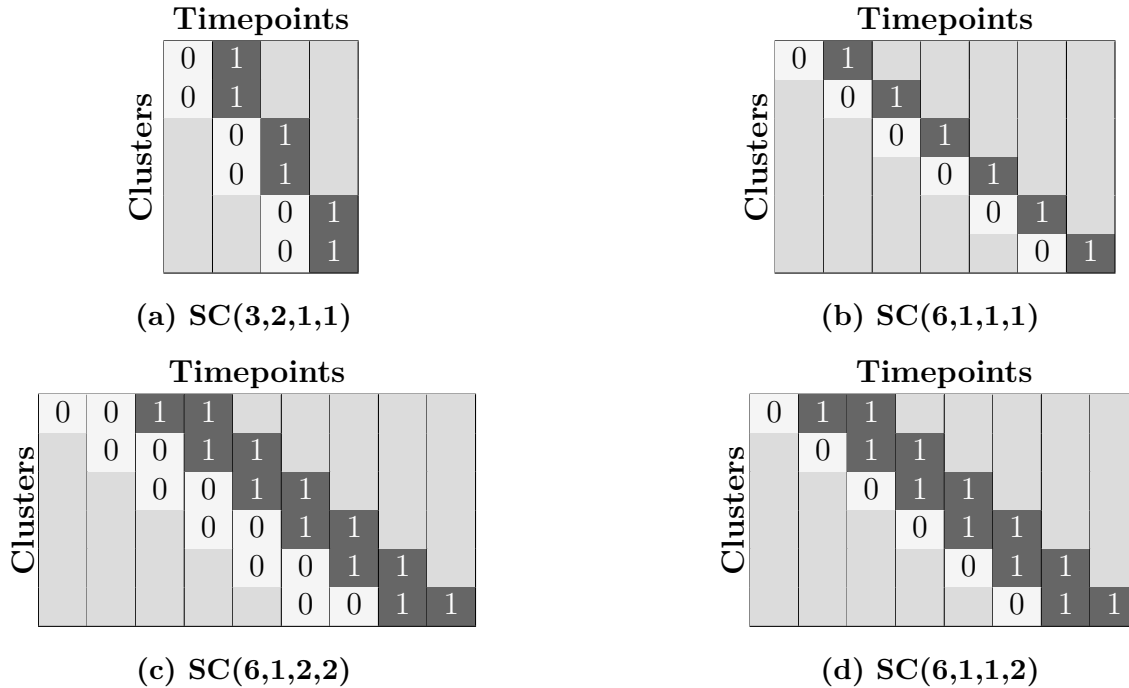 Timepoints
Clusters
0 1
0 1
0 1
0 1
0 1
0 1
(a) SC(3,2,1,1)
Timepoints
Clusters
0 1
0 1
0 1
0 1
0 1
0 1
(b) SC(6,1,1,1)
Timepoints
Clusters
0 0 1 1
0 0 1 1
0 0 1 1
0 0 1 1
0 0 1 1
0 0 1 1
(c) SC(6,1,2,2)
Timepoints
Clusters
0 1 1
0 1 1
0 1 1
0 1 1
0 1 1
0 1 1
(d) SC(6,1,1,2)